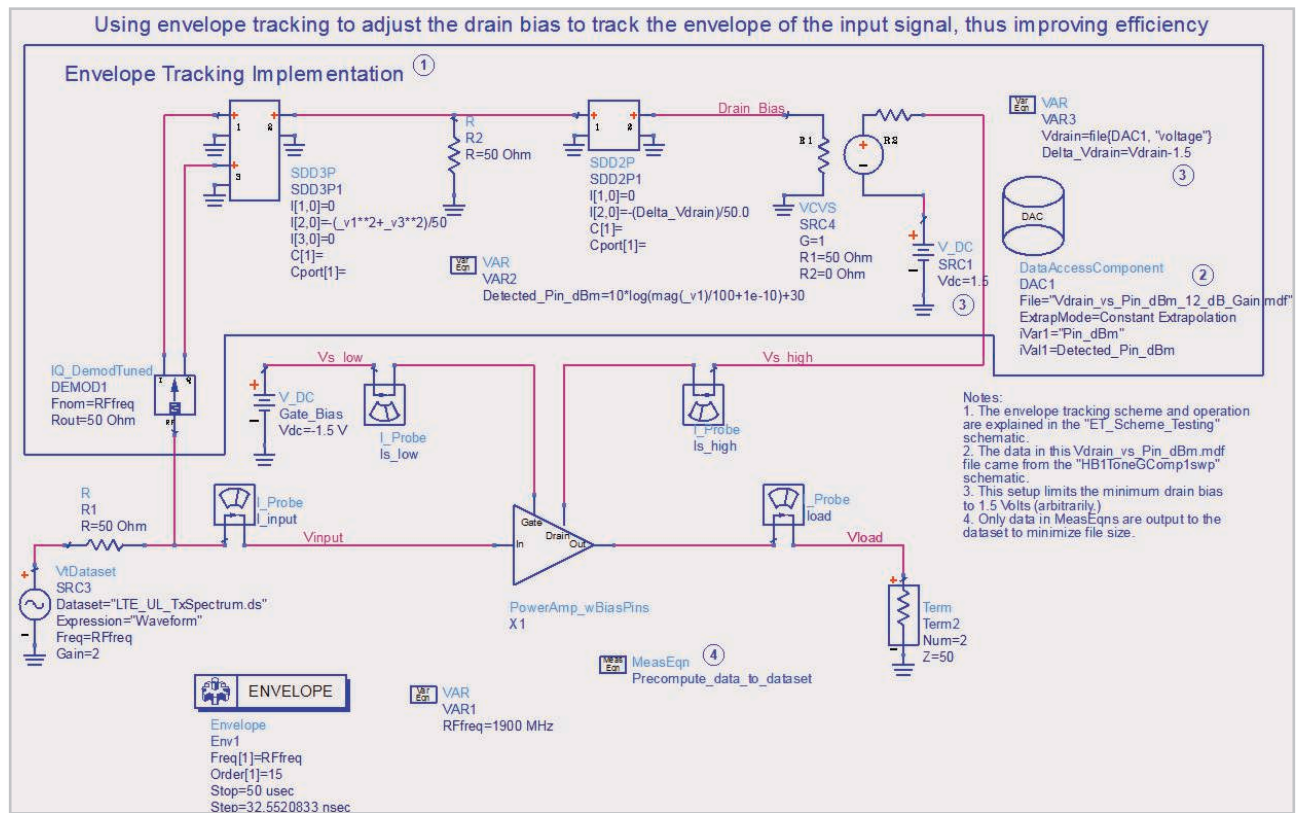 Using envelope tracking to adjust the drain bias to track the envelope of the input signal, thus improving efficiency
Envelope Tracking Implementation 1
1
2
3
SDD3P
SDD3P1
I[1,0]=0
I[2,0]=-(_v1**2+_v3**2)/50
I[3,0]=0
C[1]=
Cport[1]=
R
R2
R=50 Ohm
1
2
SDD2P
SDD2P1
I[1,0]=0
I[2,0]=-(Delta_Vdrain)/50.0
C[1]=
Cport[1]=
Drain_Bias
R1
R2
VCVS
SRC4
G=1
R1=50 Ohm
R2=0 Ohm
V_DC
SRC1
Vdc=1.5
3
Var
Eqn
VAR
VAR3
Vdrain=file{DAC1, "voltage"}
Delta_Vdrain=Vdrain-1.5
3
DAC
DataAccessComponent 2
DAC1
File="Vdrain_vs_Pin_dBm_12_dB_Gain.mdf"
ExtrapMode=Constant Extrapolation
iVar1="Pin_dBm"
iVal1=Detected_Pin_dBm
Var
Eqn
VAR
VAR2
Detected_Pin_dBm=10*log(mag(_v1)/100+1e-10)+30
IQ_DemodTuned
DEMOD1
Fnom=RFfreq
Rout=50 Ohm
I
Q
RF
Vs_low
V_DC
Gate_Bias
Vdc=-1.5 V
I_Probe
Is_low
Vs_high
I_Probe
Is_high
Notes:
1. The envelope tracking scheme and operation
are explained in the "ET_Scheme_Testing"
schematic.
2. The data in this Vdrain_vs_Pin_dBm.mdf
file came from the "HB1ToneGComp1swp"
schematic.
3. This setup limits the minimum drain bias
to 1.5 Volts (arbitrarily.)
4. Only data in MeasEqns are output to the
dataset to minimize file size.
R
R1
R=50 Ohm
I_Probe
I_input
Vinput
Gate
In
Drain
Out
PowerAmp_wBiasPins
X1
_Probe
load
Vload
Term
Term2
Num=2
Z=50
VtDataset
SRC3
Dataset="LTE_UL_TxSpectrum.ds"
Expression="Waveform"
Freq=RFfreq
Gain=2
Meas
Eqn
MeasEqn 4
Precompute_data_to_dataset
ENVELOPE
Envelope
Env1
Freq[1]=RFfreq
Order[1]=15
Stop=50 usec
Step=32.5520833 nsec
Var
Eqn
VAR
VAR1
RFfreq=1900 MHz